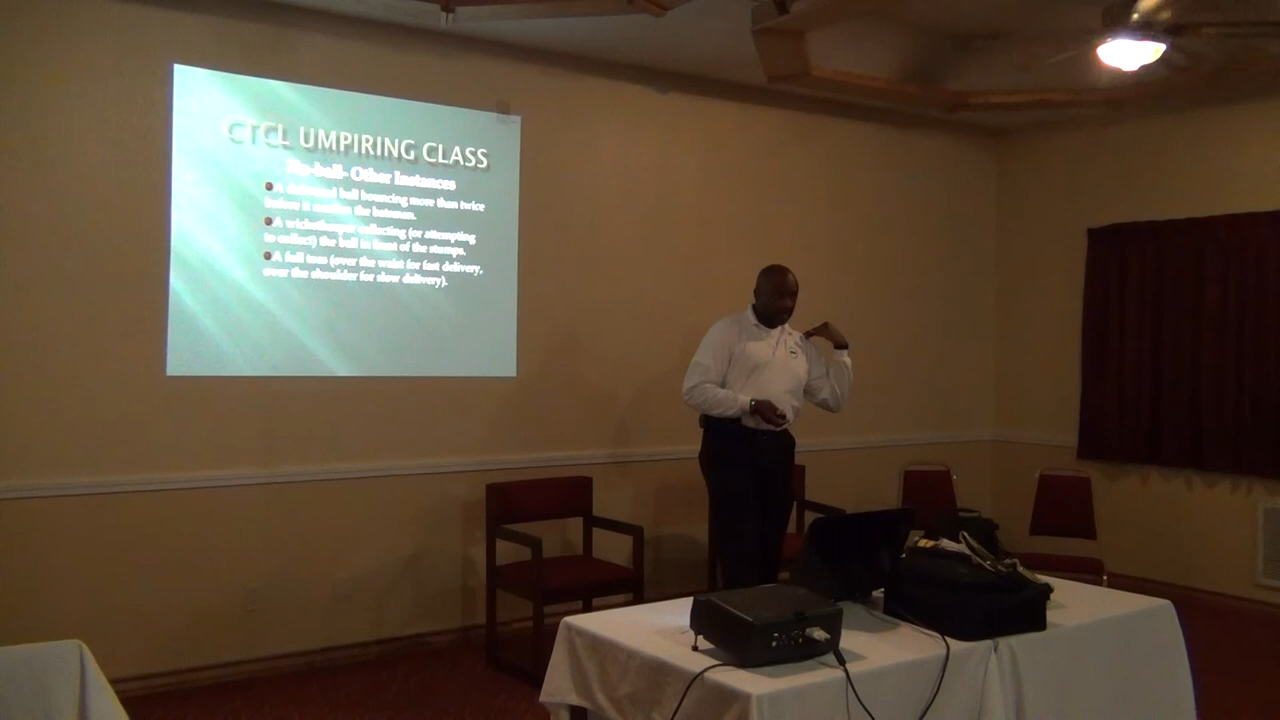 CTCL UMPIRING CLASS
No-ball- Other Instances
A delivered ball bouncing more than twice
before it reaches the batsman.
A wicketkeeper collecting (or attempting
to collect) the ball in front of the stumps.
A full toss (over the waist for fast delivery,
over the shoulder for slow delivery).